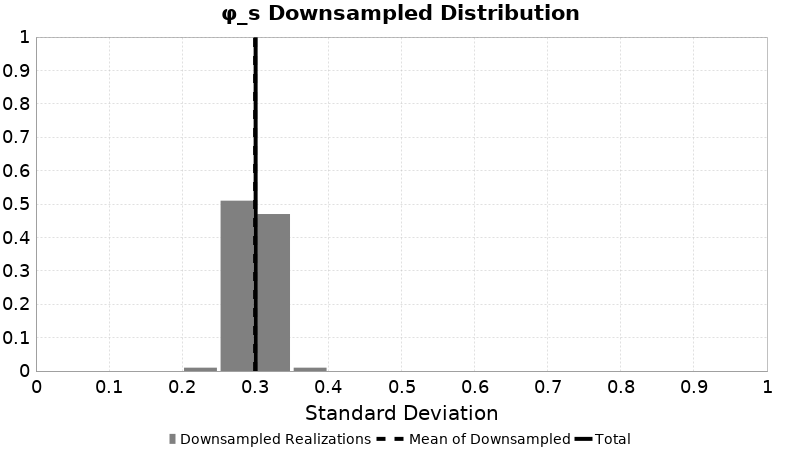 φ_s Downsampled Distribution
1
0.9
0.8
0.7
0.6
0.5
0.4
0.3
0.2
0.1
0
0 0.1 0.2 0.3 0.4 0.5 0.6 0.7 0.8 0.9 1
Standard Deviation
Downsampled Realizations Mean of Downsampled Total